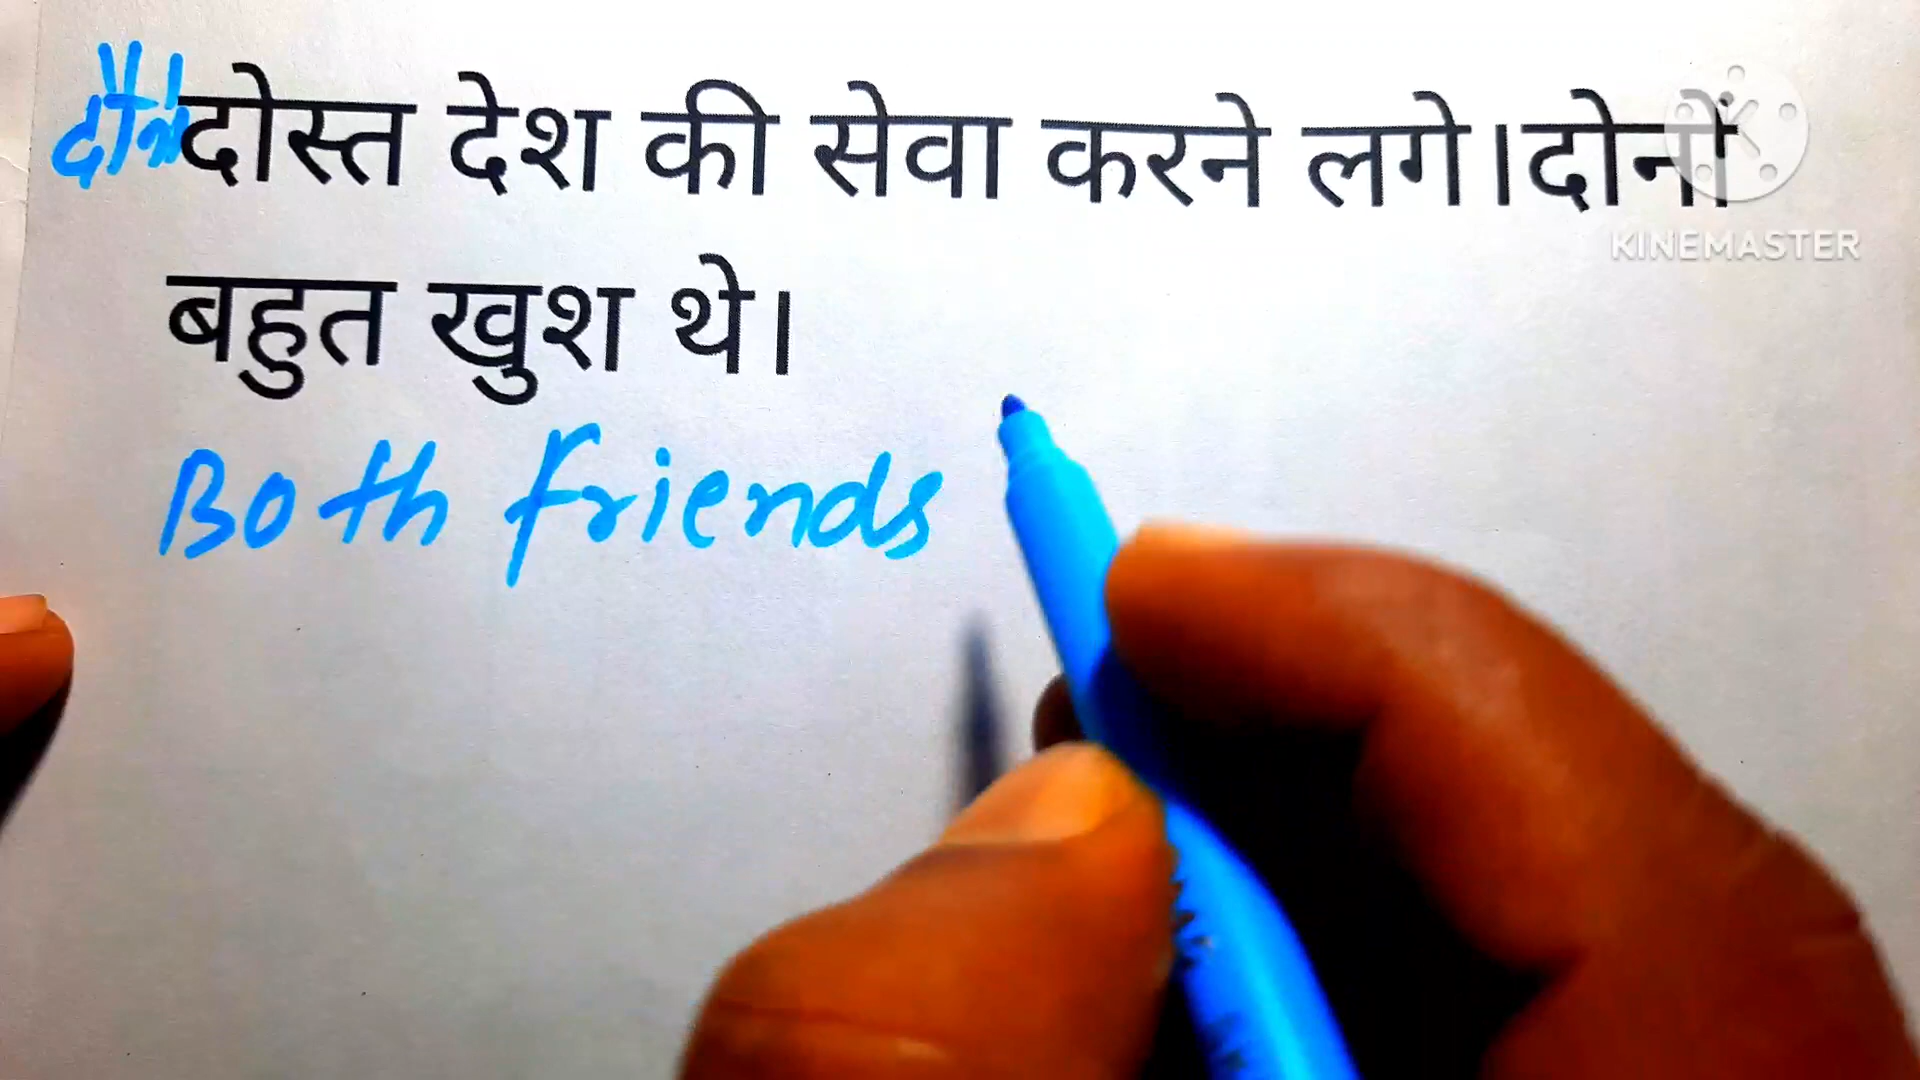 दोनों दोस्त देश की सेवा करने लगे।दोनों
बहुत खुश थे।
Both friends
KINEMASTER